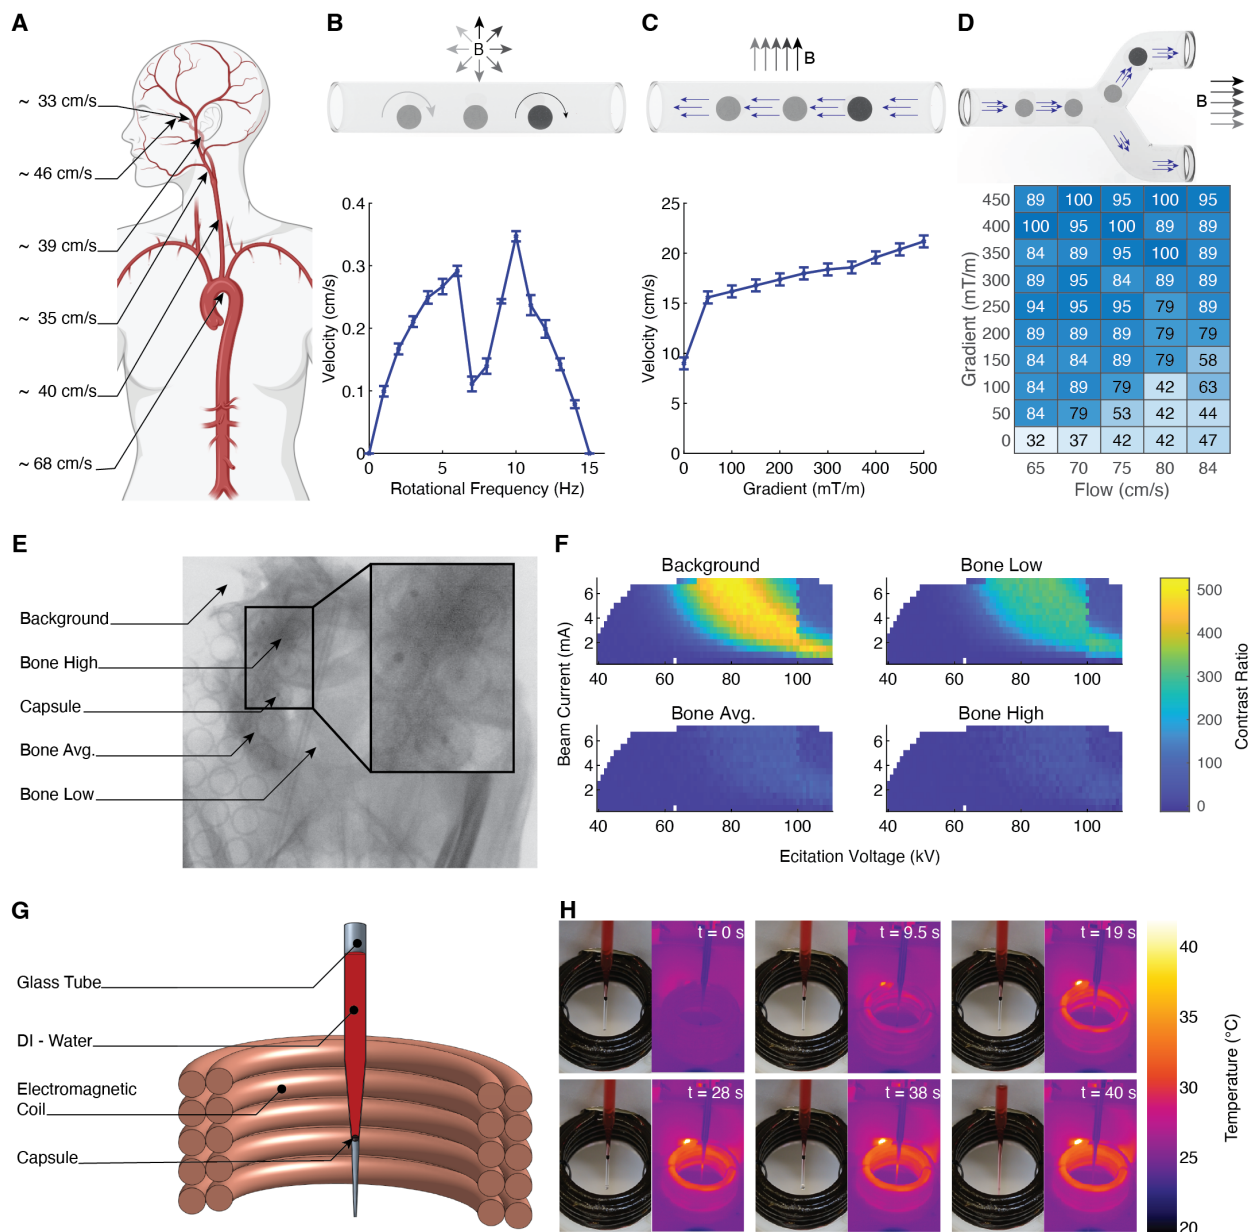 A
~ 33 cm/s
~ 46 cm/s
~ 39 cm/s
~ 35 cm/s
~ 40 cm/s
~ 68 cm/s
B
B
Velocity (cm/s)
0.4
0.3
0.2
0.1
0
0 5 10 15
Rotational Frequency (Hz)
C
B
Velocity (cm/s)
25
20
15
10
5
0
0 100 200 300 400 500
Gradient (mT/m)
D
B
Gradient (mT/m)
450 89 100 95 100 95
400 100 95 100 89 89
350 84 89 95 100 89
300 89 95 84 89 89
250 94 95 95 79 89
200 89 89 89 79 79
150 84 84 89 79 58
100 84 89 79 42 63
50 84 79 53 42 44
0 32 37 42 42 47
65 70 75 80 84
Flow (cm/s)
E
Background
Bone High
Capsule
Bone Avg.
Bone Low
F
Background
Bone Low
Beam Current (mA)
6
4
2
40 60 80 100
6
4
2
40 60 80 100
Bone Avg.
Bone High
6
4
2
40 60 80 100
6
4
2
40 60 80 100
Ecitation Voltage (kV)
500
400
300
200
100
0
Contrast Ratio
G
Glass Tube
DI - Water
Electromagnetic
Coil
Capsule
H
t = 0 s
t = 9.5 s
t = 19 s
t = 28 s
t = 38 s
t = 40 s
40
35
30
25
20
Temperature (°C)